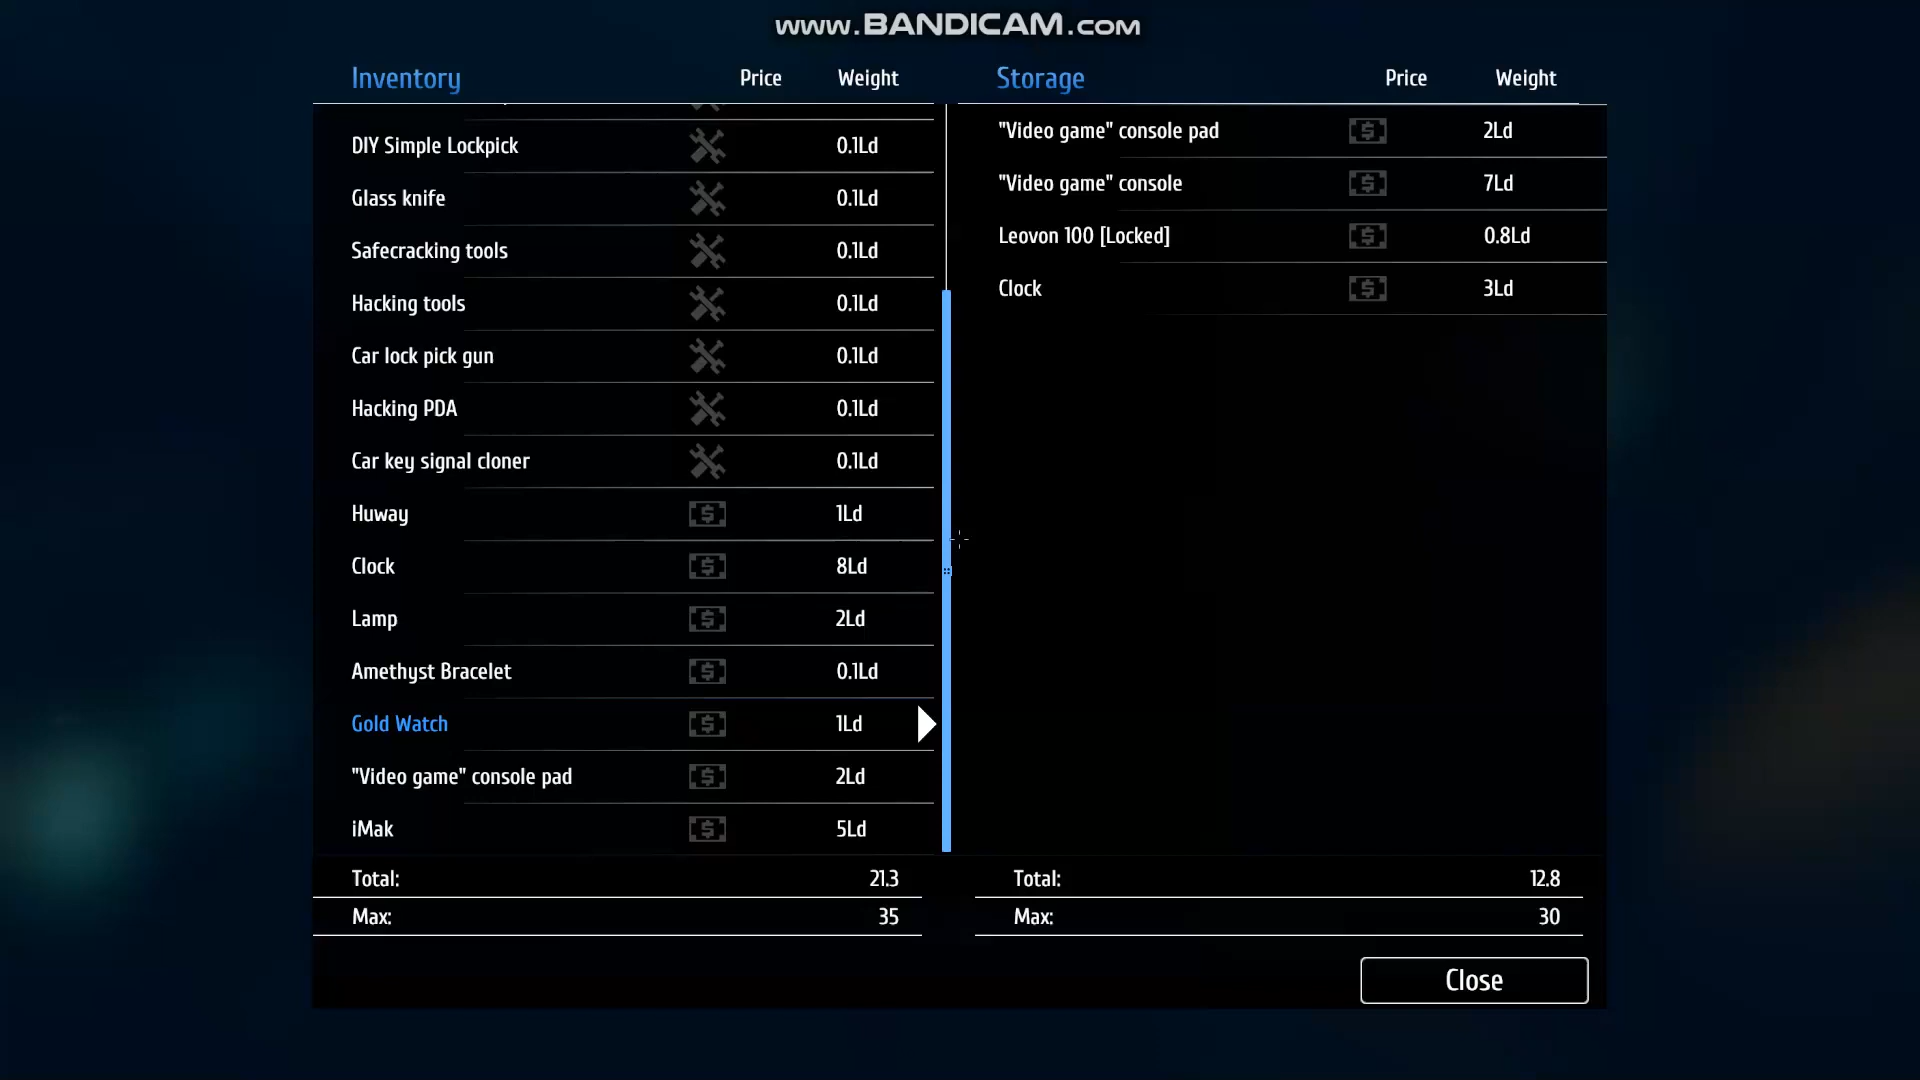 www.BANDICAM.COM
Inventory Price Weight
DIY Simple Lockpick 0.1Ld
Glass knife 0.1Ld
Safecracking tools 0.1Ld
Hacking tools 0.1Ld
Car lock pick gun 0.1Ld
Hacking PDA 0.1Ld
Car key signal cloner 0.1Ld
Huway 1Ld
Clock 8Ld
Lamp 2Ld
Amethyst Bracelet 0.1Ld
Gold Watch 1Ld
"Video game" console pad 2Ld
iMak 5Ld
Total: 21.3
Max: 35
Storage Price Weight
"Video game" console pad 2Ld
"Video game" console 7Ld
Leovon 100 [Locked] 0.8Ld
Clock 3Ld
Total: 12.8
Max: 30
Close